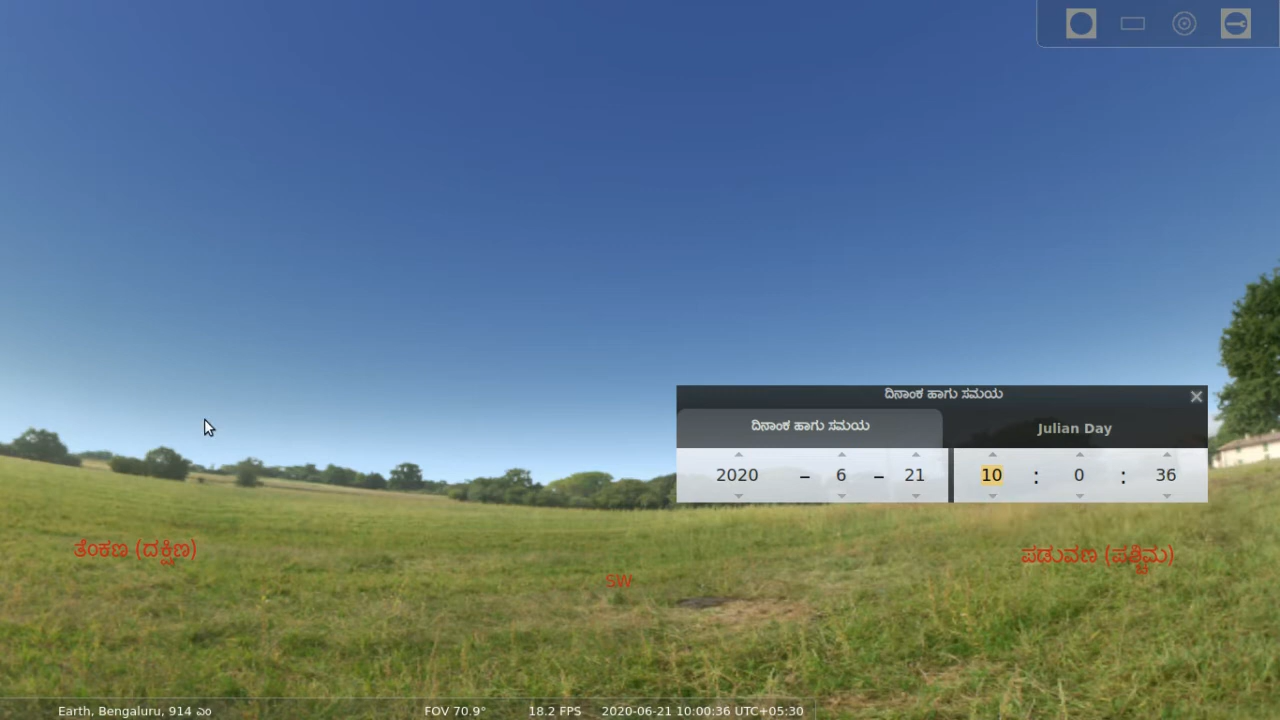 ದಿನಾಂಕ ಹಾಗು ಸಮಯ
ದಿನಾಂಕ ಹಾಗು ಸಮಯ
Julian Day
2020 – 6 – 21
10 : 0 : 36
ತೆಂಕಣ (ದಕ್ಷಿಣ)
SW
ಪಡುವಣ (ಪಶ್ಚಿಮ)
Earth, Bengaluru, 914 ಎಂ
FOV 70.9°
18.2 FPS
2020-06-21 10:00:36 UTC+05:30